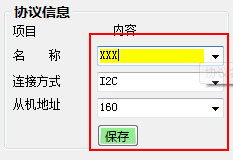 协议信息
项目 内容
名 称 XXX
连接方式 I2C
从机地址 160
保存